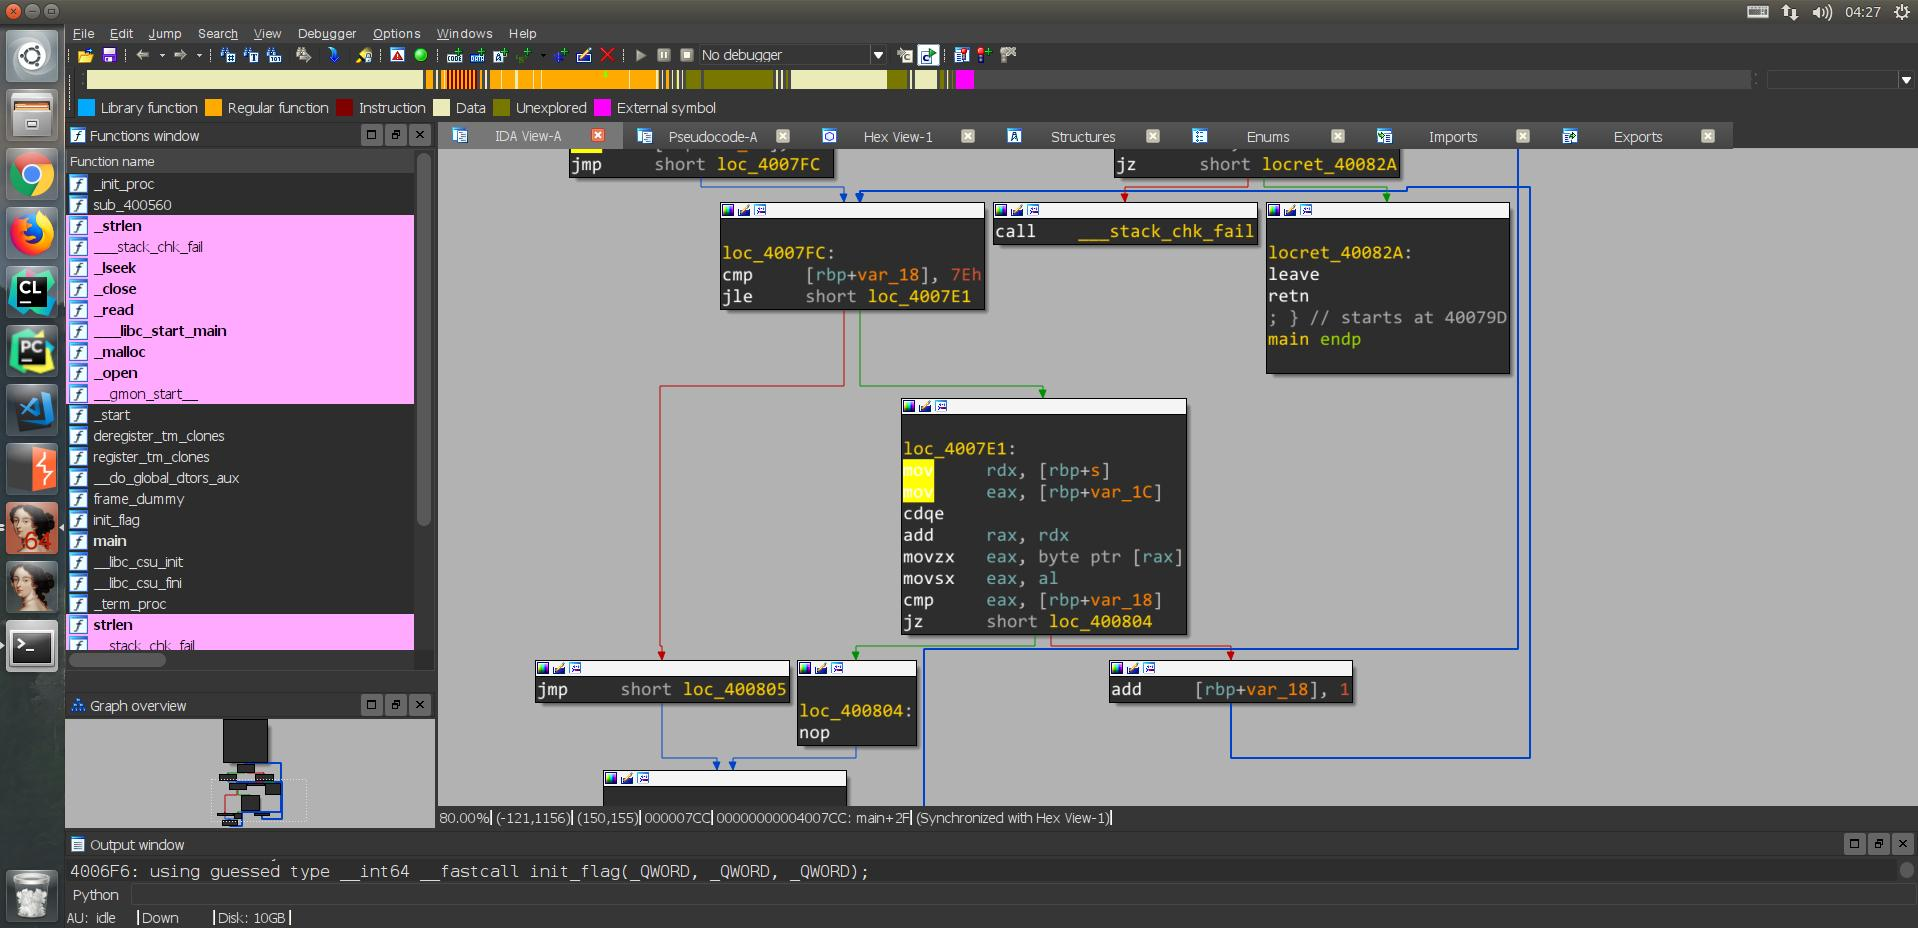 04:27
File Edit Jump Search View Debugger Options Windows Help
No debugger
Library function Regular function Instruction Data Unexplored External symbol
Functions window
Function name
_init_proc
sub_400560
_strlen
___stack_chk_fail
_lseek
_close
_read
___libc_start_main
_malloc
_open
__gmon_start__
_start
deregister_tm_clones
register_tm_clones
__do_global_dtors_aux
frame_dummy
init_flag
main
__libc_csu_init
__libc_csu_fini
_term_proc
strlen
__stack_chk_fail
Graph overview
IDA View-A Pseudocode-A Hex View-1 Structures Enums Imports Exports
jmp short loc_4007FC
jz short locret_40082A
loc_4007FC:
cmp [rbp+var_18], 7Eh
jle short loc_4007E1
call ___stack_chk_fail
locret_40082A:
leave
retn
; } // starts at 40079D
main endp
loc_4007E1:
mov rdx, [rbp+s]
mov eax, [rbp+var_1C]
cdqe
add rax, rdx
movzx eax, byte ptr [rax]
movsx eax, al
cmp eax, [rbp+var_18]
jz short loc_400804
jmp short loc_400805
loc_400804:
nop
add [rbp+var_18], 1
80.00% (-121,1156) (150,155) 000007CC 00000000004007CC: main+2F (Synchronized with Hex View-1)
Output window
4006F6: using guessed type __int64 __fastcall init_flag(_QWORD, _QWORD, _QWORD);
Python
AU: idle Down Disk: 10GB
CL
PC
64